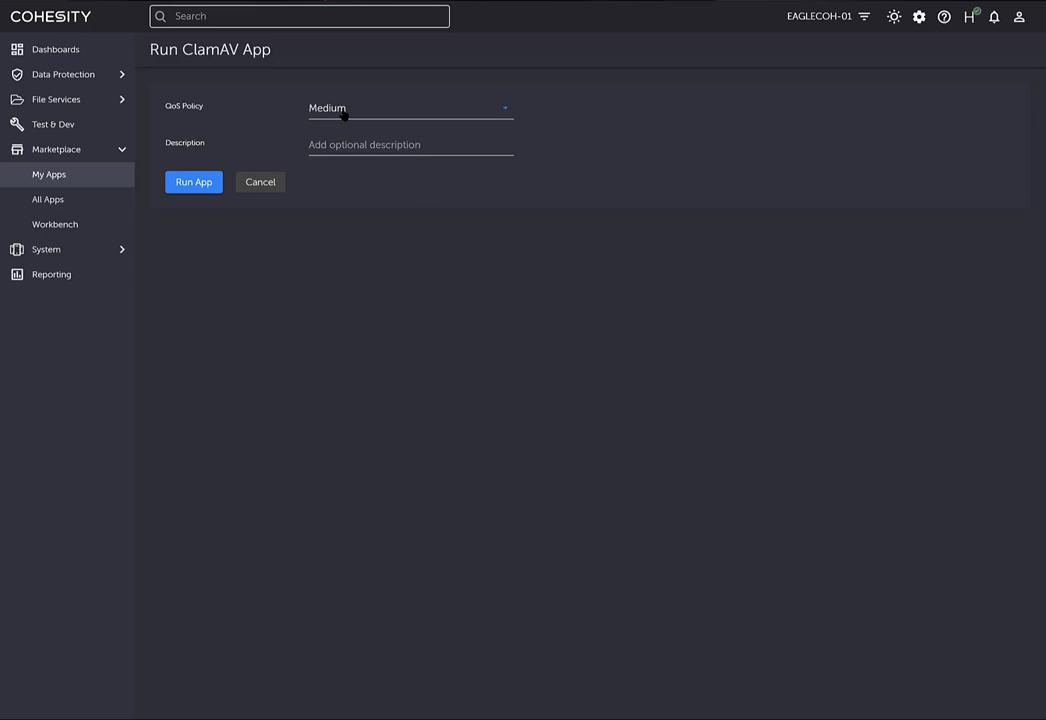 COHESITY
Search
EAGLECOH-01
H
Dashboards
Data Protection
File Services
Test & Dev
Marketplace
My Apps
All Apps
Workbench
System
Reporting
Run ClamAV App
QoS Policy
Medium
Description
Add optional description
Run App
Cancel